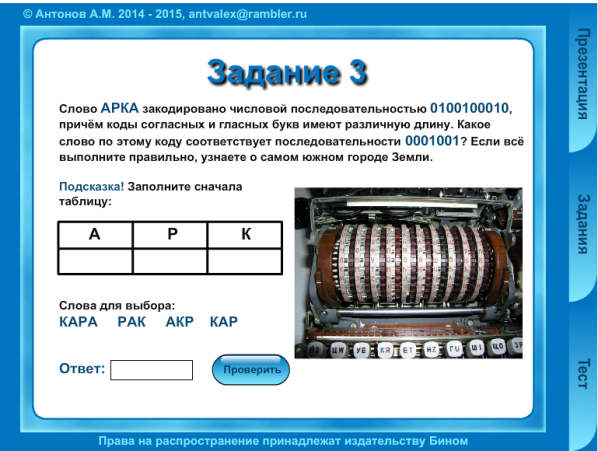 © Антонов А.М. 2014 - 2015, antvalex@rambler.ru
Задание 3
Слово АРКА закодировано числовой последовательностью 0100100010,
причём коды согласных и гласных букв имеют различную длину. Какое
слово по этому коду соответствует последовательности 0001001? Если всё
выполните правильно, узнаете о самом южном городе Земли.
Подсказка! Заполните сначала
таблицу:
А Р К
Слова для выбора:
КАРА РАК АКР КАР
Ответ:
Проверить
Презентация
Задания
Тест
Права на распространение принадлежат издательству Бином